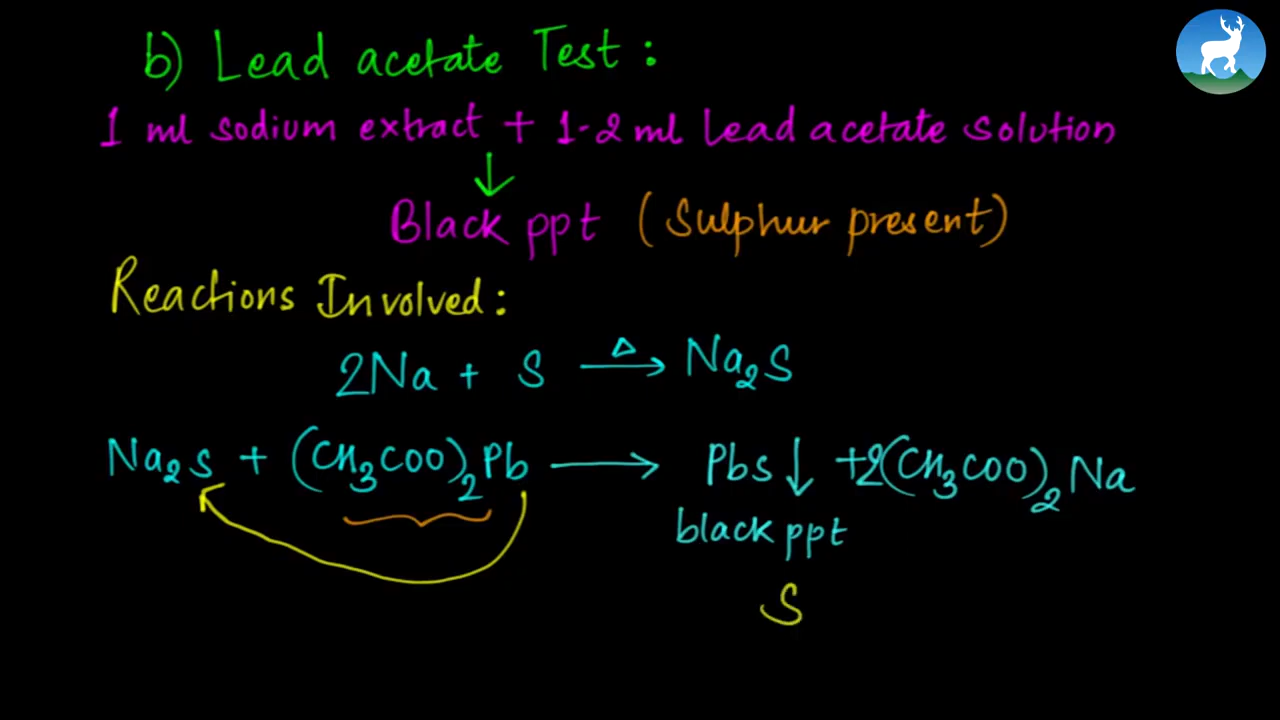 b) Lead acetate Test :
1 ml sodium extract + 1-2 ml Lead acetate solution
↓
Black ppt (Sulphur present)
Reactions Involved :
2Na + S —Δ→ Na₂S
Na₂S + (CH₃COO)₂Pb ⟶ PbS↓ +2(CH₃COO)₂Na
black ppt
S